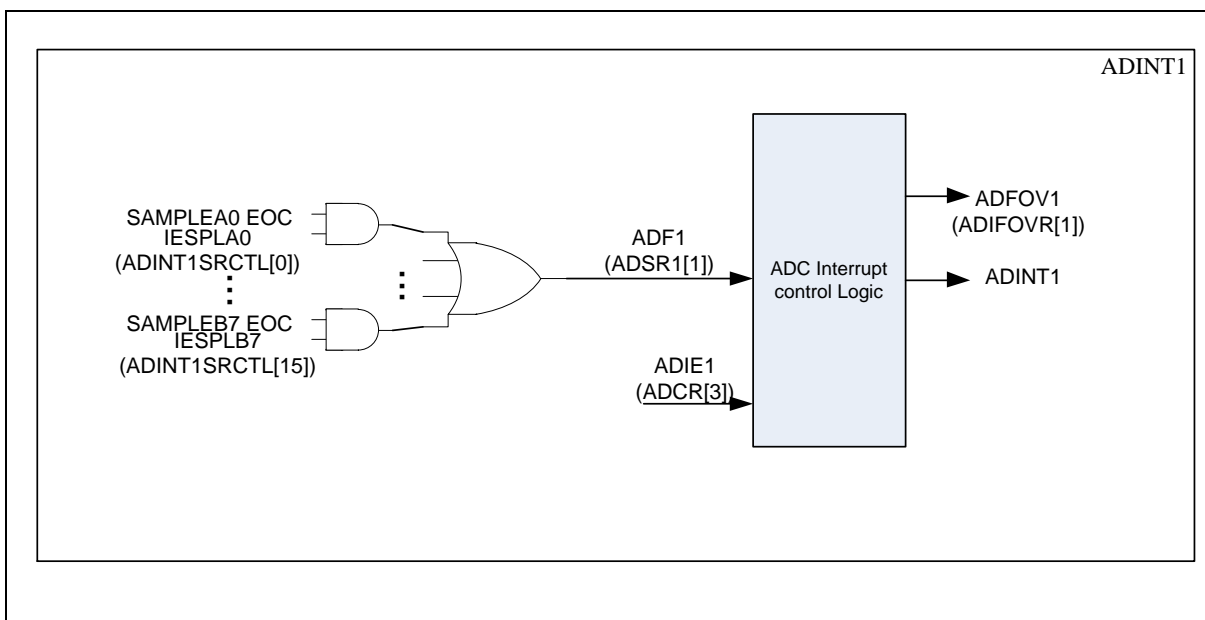 ADINT1
SAMPLEA0 EOC
IESPLA0
(ADINT1SRCTL[0])
SAMPLEB7 EOC
IESPLB7
(ADINT1SRCTL[15])
ADF1
(ADSR1[1])
ADIE1
(ADCR[3])
ADC Interrupt
control Logic
ADFOV1
(ADIFOVR[1])
ADINT1